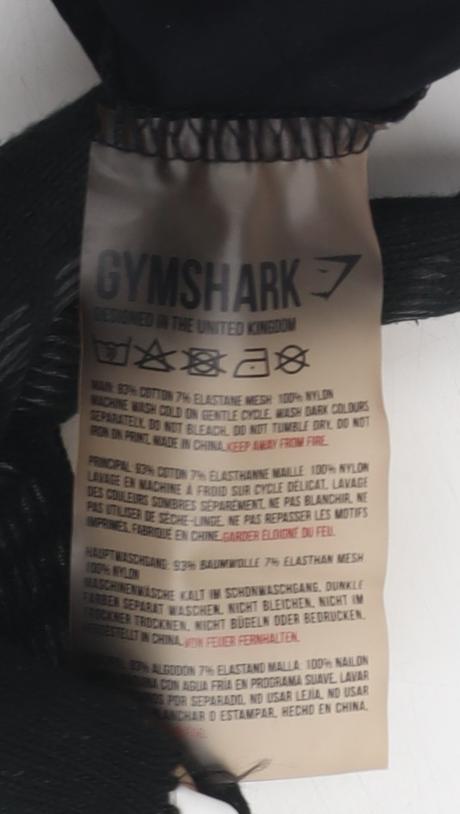 GYMSHARK
DESIGNED IN THE UNITED KINGDOM
MAIN: 93% COTTON 7% ELASTANE MESH 100% NYLON
MACHINE WASH COLD ON GENTLE CYCLE. WASH DARK COLOURS
SEPARATELY. DO NOT BLEACH. DO NOT TUMBLE DRY. DO NOT
IRON ON PRINT. MADE IN CHINA. KEEP AWAY FROM FIRE.
PRINCIPAL: 93% COTON 7% ELASTHANNE MAILLE 100% NYLON
LAVAGE EN MACHINE À FROID SUR CYCLE DÉLICAT. LAVAGE
DES COULEURS SOMBRES SÉPAREMENT. NE PAS BLANCHIR. NE
PAS UTILISER DE SÈCHE-LINGE. NE PAS REPASSER LES MOTIFS
IMPRIMES. FABRIQUÉ EN CHINE. GARDER ÉLOIGNÉ DU FEU.
HAUPTWASCHGANG: 93% BAUMWOLLE 7% ELASTHAN MESH
100% NYLON
MASCHINENWÄSCHE KALT IM SCHONWASCHGANG. DUNKLE
FARBEN SEPARAT WASCHEN. NICHT BLEICHEN. NICHT IM
TROCKNER TROCKNEN. NICHT BÜGELN ODER BEDRUCKEN.
HERGESTELLT IN CHINA. VON FEUER FERNHALTEN.
93% ALGODON 7% ELASTANO MALLA 100% NAILON
CON AGUA FRÍA EN PROGRAMA SUAVE. LAVAR
POR SEPARADO. NO USAR LEJÍA. NO USAR
PLANCHAR O ESTAMPAR. HECHO EN CHINA.